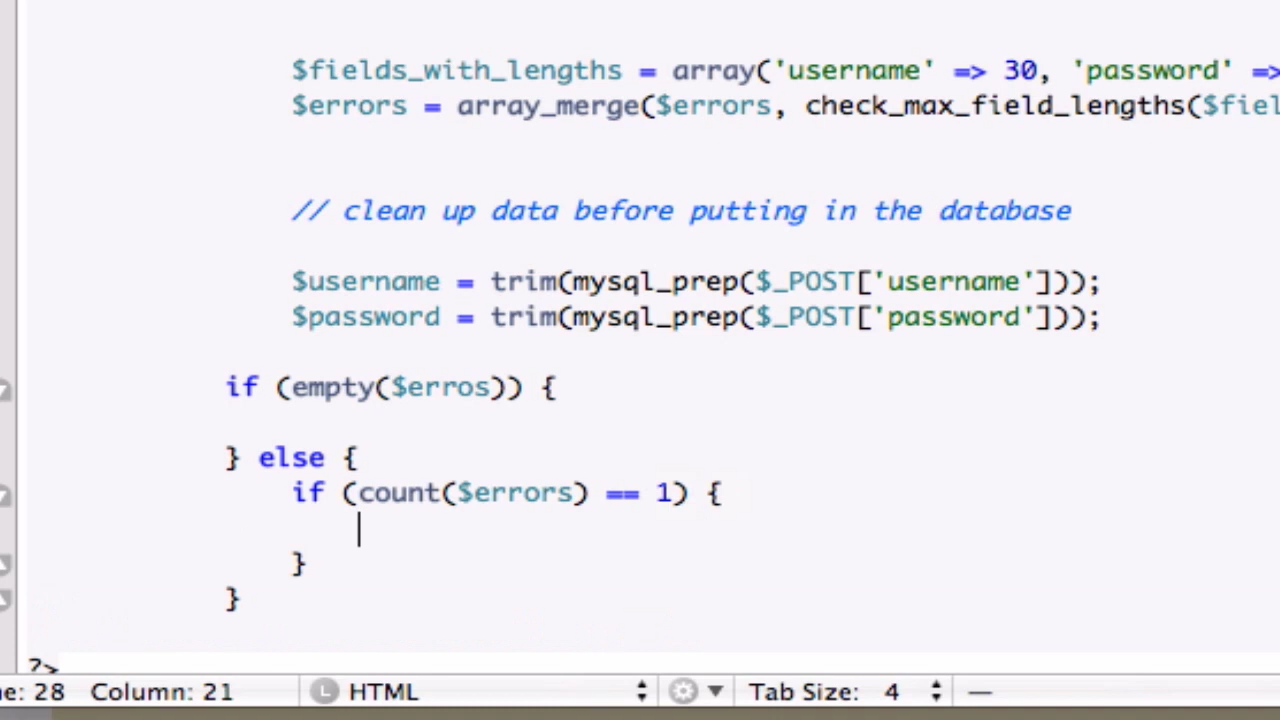 $fields_with_lengths = array('username' => 30, 'password' =>
$errors = array_merge($errors, check_max_field_lengths($fiel
// clean up data before putting in the database
$username = trim(mysql_prep($_POST['username']));
$password = trim(mysql_prep($_POST['password']));
if (empty($erros)) {
} else {
if (count($errors) == 1) {
}
}
?>
e: 28 Column: 21 L HTML Tab Size: 4 —